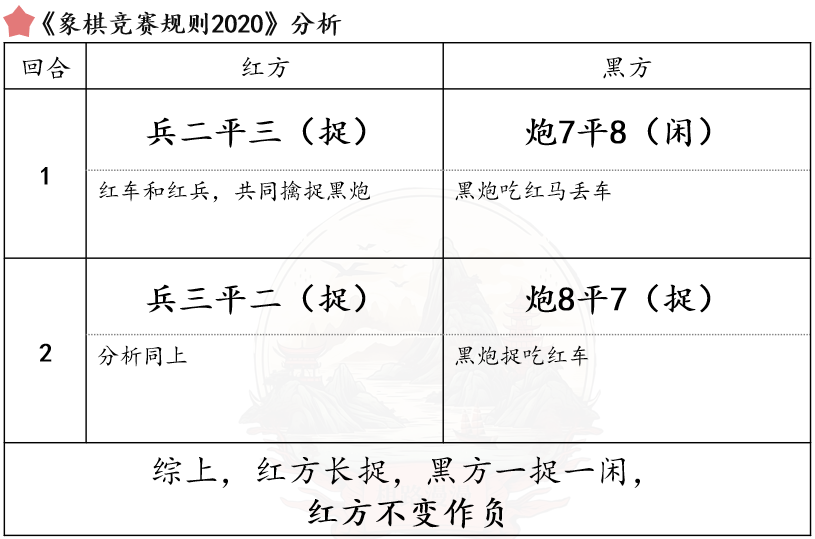 《象棋竞赛规则2020》分析
回合 红方 黑方
1 兵二平三（捉） 炮7平8（闲）
红车和红兵，共同擒捉黑炮 黑炮吃红马丢车
2 兵三平二（捉） 炮8平7（捉）
分析同上 黑炮捉吃红车
综上，红方长捉，黑方一捉一闲，
红方不变作负